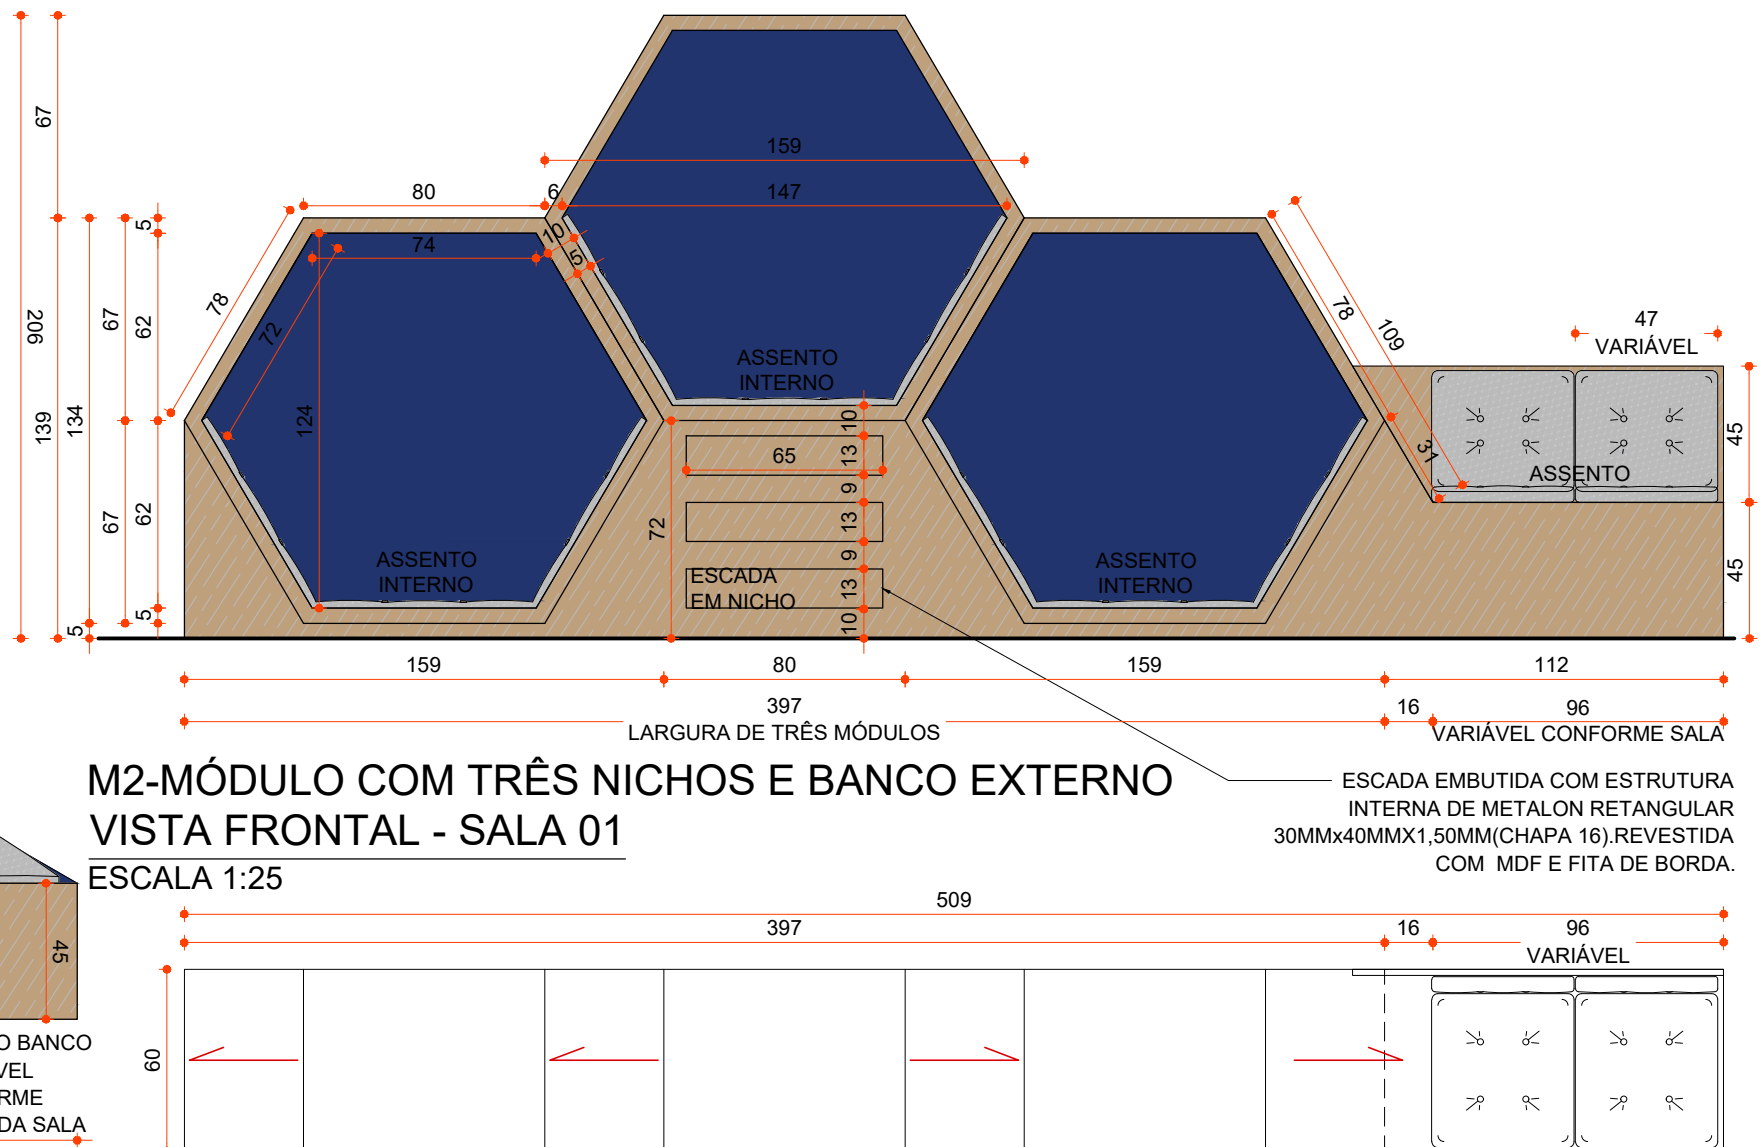 67
159
80
6
147
5
10
74
5
78
72
67
62
206
139
134
124
78
109
47
VARIÁVEL
ASSENTO
INTERNO
10
65
13
9
31
ASSENTO
45
67
62
72
13
9
ASSENTO
INTERNO
ESCADA
EM NICHO
13
ASSENTO
INTERNO
45
5
5
10
159
80
159
112
397
16
96
LARGURA DE TRÊS MÓDULOS
VARIÁVEL CONFORME SALA
M2-MÓDULO COM TRÊS NICHOS E BANCO EXTERNO
VISTA FRONTAL - SALA 01
ESCALA 1:25
ESCADA EMBUTIDA COM ESTRUTURA
INTERNA DE METALON RETANGULAR
30MMx40MMX1,50MM(CHAPA 16).REVESTIDA
COM MDF E FITA DE BORDA.
509
397
16
96
VARIÁVEL
45
60
O BANCO
VEL
RME
DA SALA